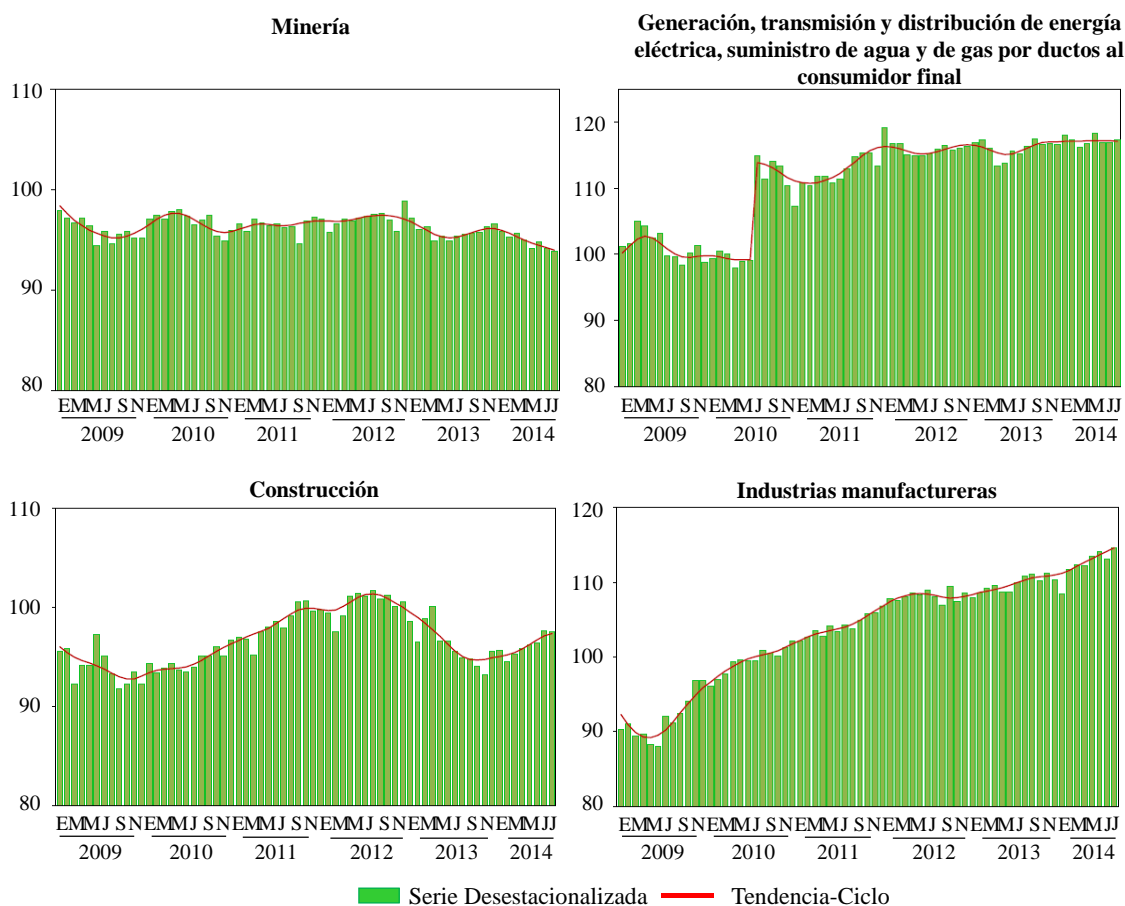 Minería
110
100
90
80
EMMJ SNEMMJ SNEMMJ SNEMMJ SNEMMJ SNEMMJJ
2009 2010 2011 2012 2013 2014
Generación, transmisión y distribución de energía
eléctrica, suministro de agua y de gas por ductos al
consumidor final
120
110
100
90
80
EMMJ SNEMMJ SNEMMJ SNEMMJ SNEMMJ SNEMMJJ
2009 2010 2011 2012 2013 2014
Construcción
110
100
90
80
EMMJ SNEMMJ SNEMMJ SNEMMJ SNEMMJ SNEMMJJ
2009 2010 2011 2012 2013 2014
Industrias manufactureras
120
110
100
90
80
EMMJ SNEMMJ SNEMMJ SNEMMJ SNEMMJ SNEMMJJ
2009 2010 2011 2012 2013 2014
Serie Desestacionalizada Tendencia-Ciclo